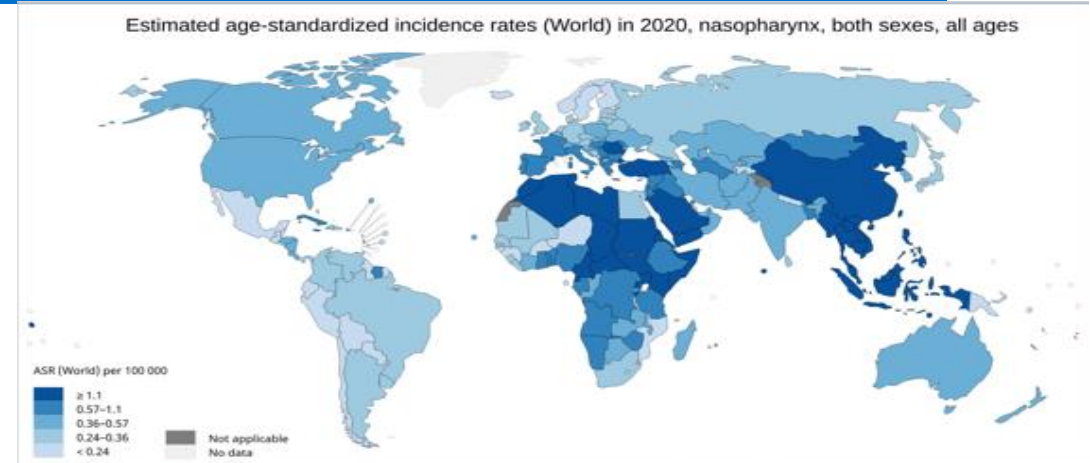 Estimated age-standardized incidence rates (World) in 2020, nasopharynx, both sexes, all ages
ASR (World) per 100 000
≥ 1.1
0.57–1.1
0.36–0.57
0.24–0.36
< 0.24
Not applicable
No data